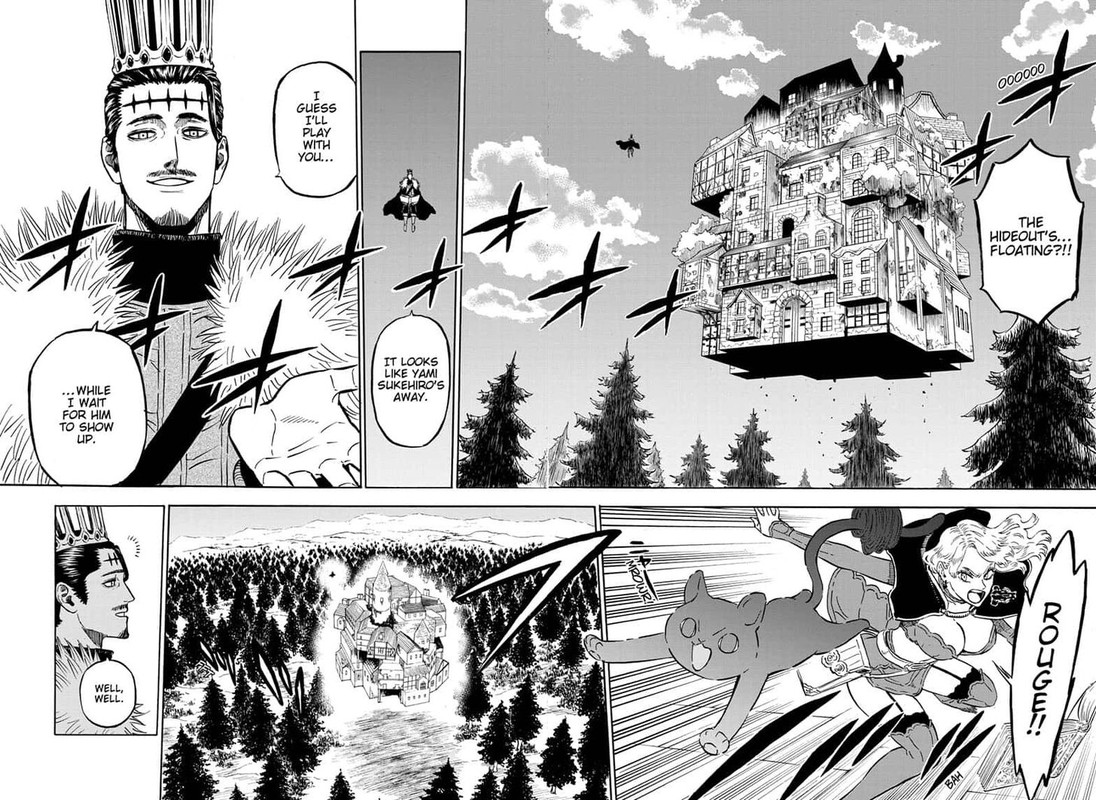 OOOOOO
THE
HIDEOUT'S...
FLOATING?!!
IT LOOKS
LIKE YAMI
SUKEHIRO'S
AWAY.
I
GUESS
I'LL
PLAY
WITH
YOU...
...WHILE
I WAIT
FOR HIM
TO SHOW
UP.
ROUGE!!
BAH
MROWR!
WELL,
WELL.